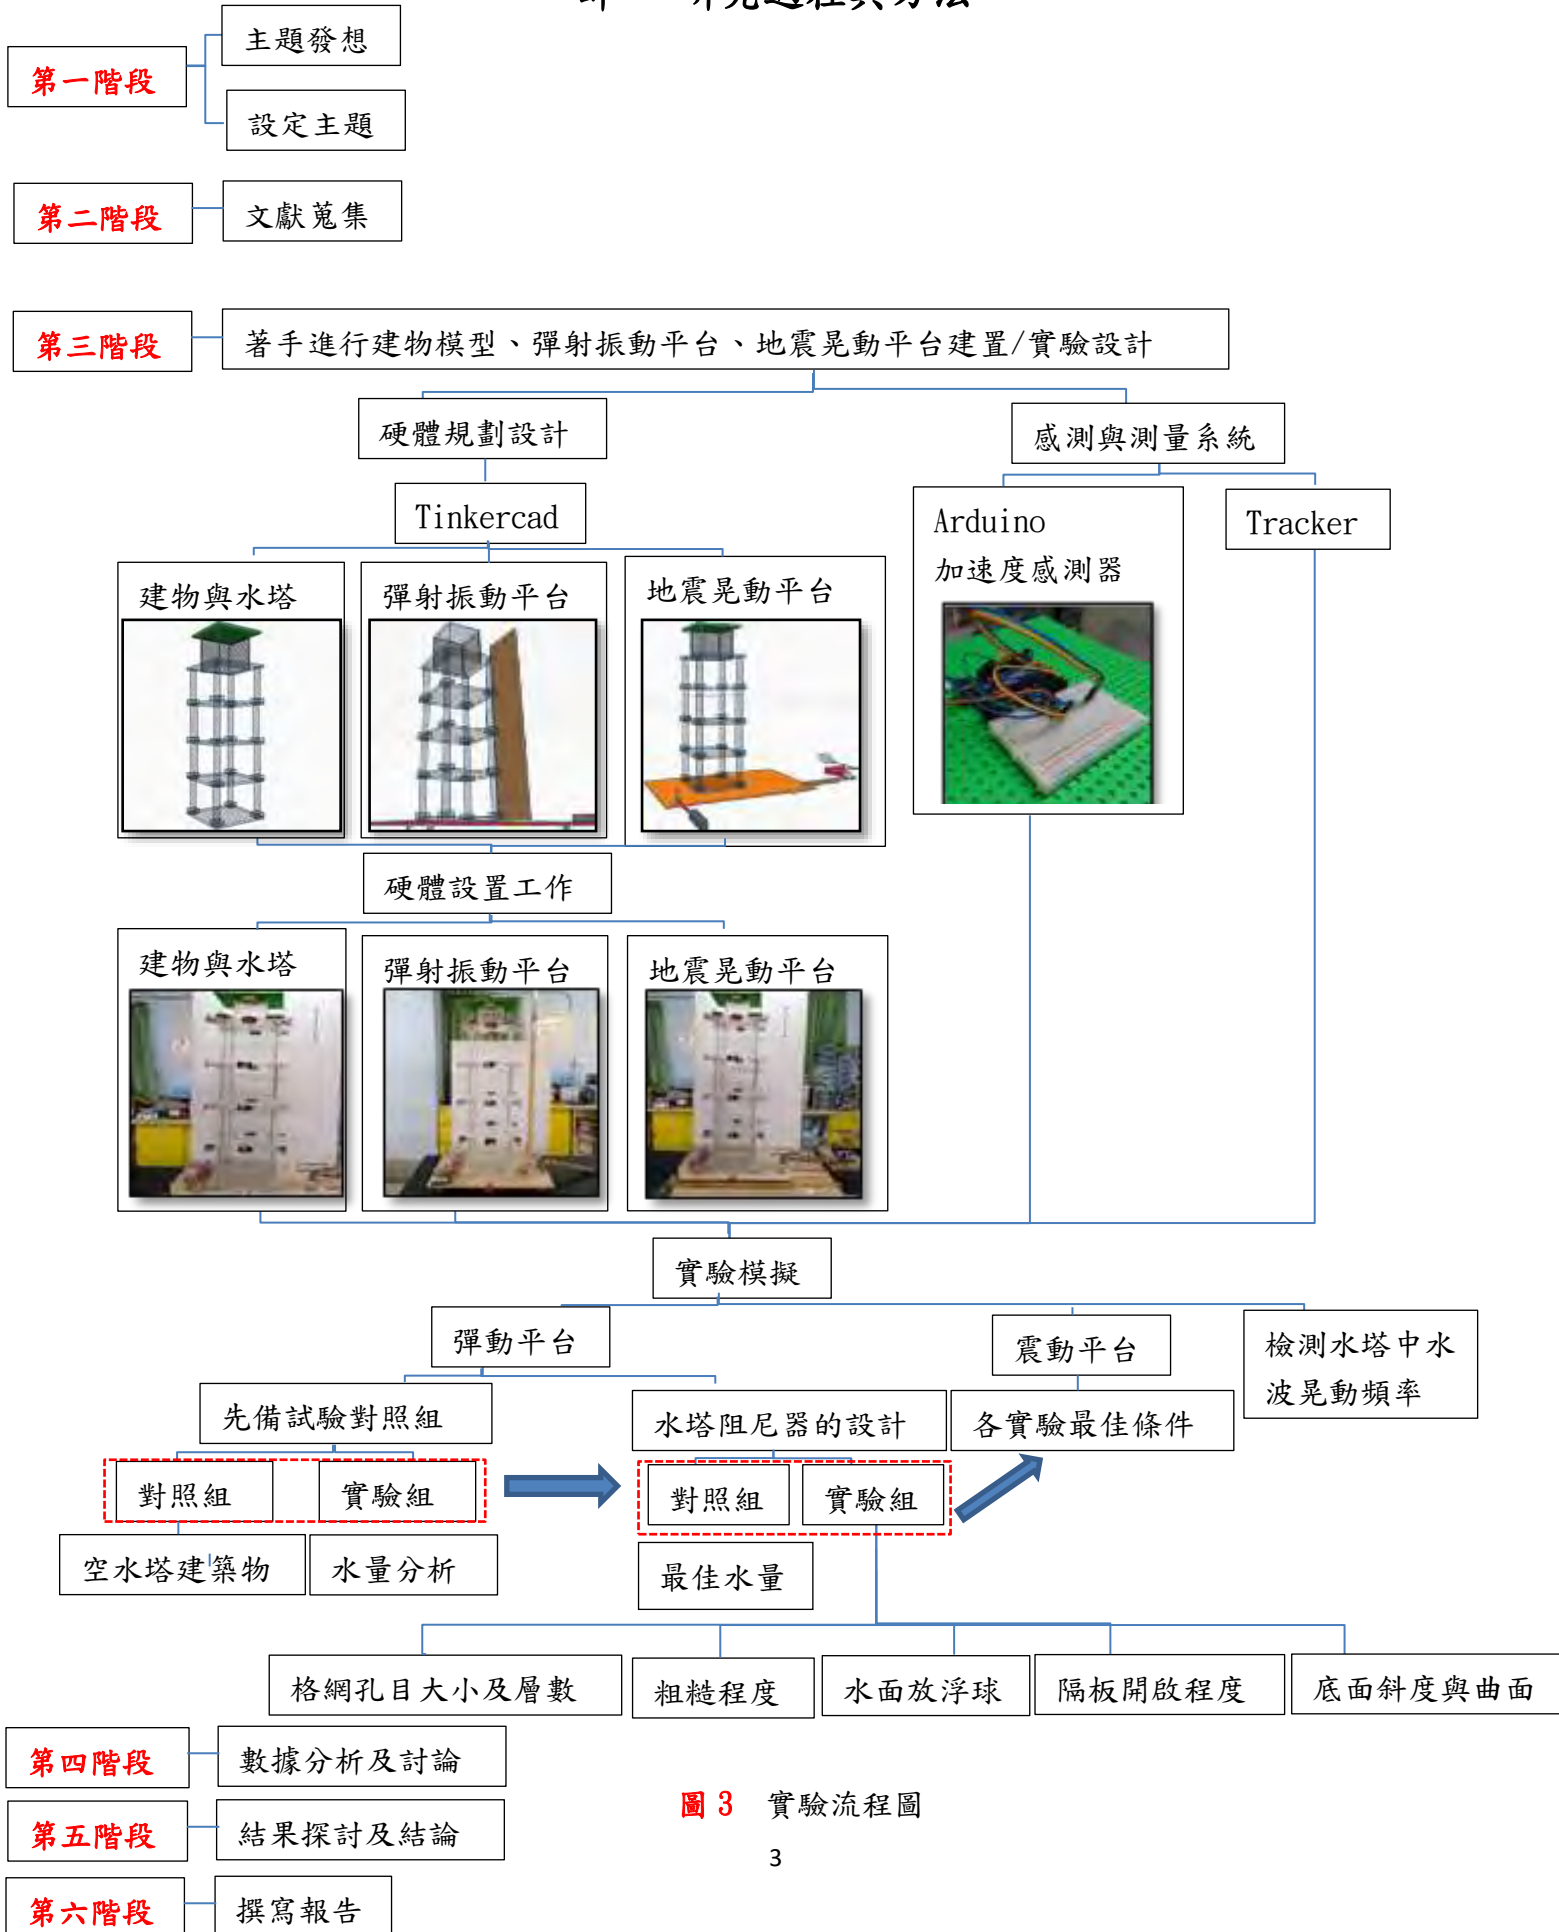 研究過程與方法
主題發想
第一階段
設定主題
第二階段
文獻蒐集
第三階段
著手進行建物模型、彈射振動平台、地震晃動平台建置/實驗設計
硬體規劃設計
感測與測量系統
Tinkercad
Arduino
加速度感測器
Tracker
建物與水塔
彈射振動平台
地震晃動平台
硬體設置工作
建物與水塔
彈射振動平台
地震晃動平台
實驗模擬
彈動平台
震動平台
檢測水塔中水
波晃動頻率
先備試驗對照組
水塔阻尼器的設計
各實驗最佳條件
對照組
實驗組
對照組
實驗組
空水塔建築物
水量分析
最佳水量
格網孔目大小及層數
粗糙程度
水面放浮球
隔板開啟程度
底面斜度與曲面
第四階段
數據分析及討論
圖 3 實驗流程圖
第五階段
結果探討及結論
3
第六階段
撰寫報告